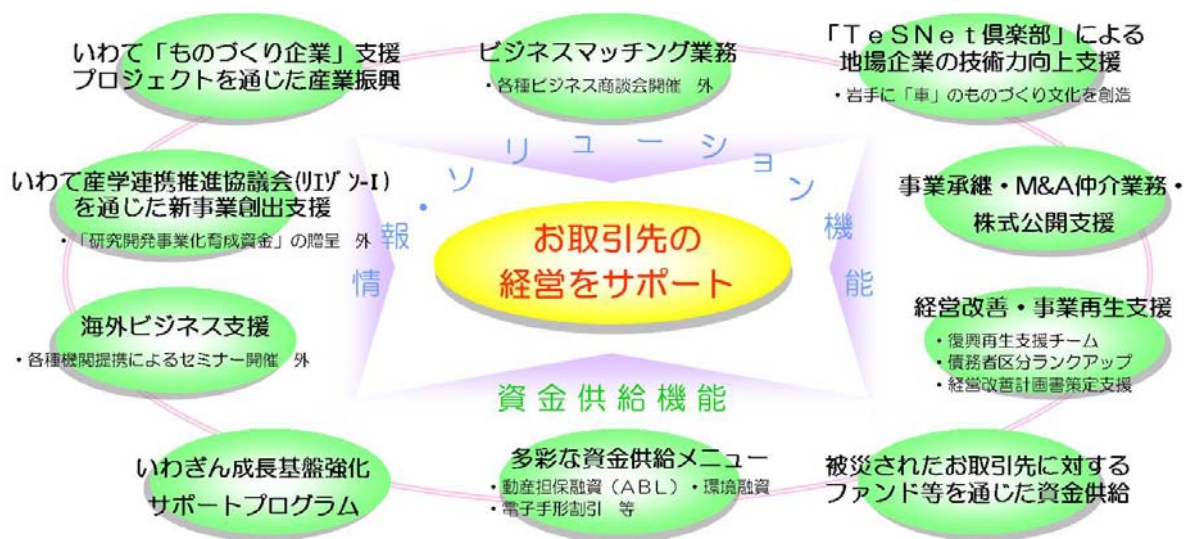 いわて「ものづくり企業」支援
プロジェクトを通じた産業振興
ビジネスマッチング業務
・各種ビジネス商談会開催 外
「TeSNet倶楽部」による
地場企業の技術力向上支援
・岩手に「車」のものづくり文化を創造
情報・ソリューション機能
いわて産学連携推進協議会(リエゾン-I)
を通じた新事業創出支援
・「研究開発事業化育成資金」の贈呈 外
お取引先の
経営をサポート
事業承継・M&A仲介業務・
株式公開支援
海外ビジネス支援
・各種機関提携によるセミナー開催 外
経営改善・事業再生支援
・復興再生支援チーム
・債務者区分ランクアップ
・経営改善計画書策定支援
資金供給機能
いわぎん成長基盤強化
サポートプログラム
多彩な資金供給メニュー
・動産担保融資(ABL)・環境融資
・電子手形割引 等
被災されたお取引先に対する
ファンド等を通じた資金供給